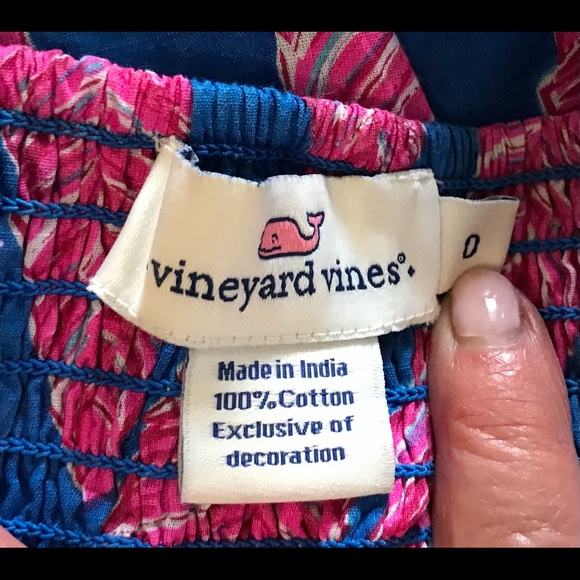 vineyard vines®
0
Made in India
100%Cotton
Exclusive of
decoration